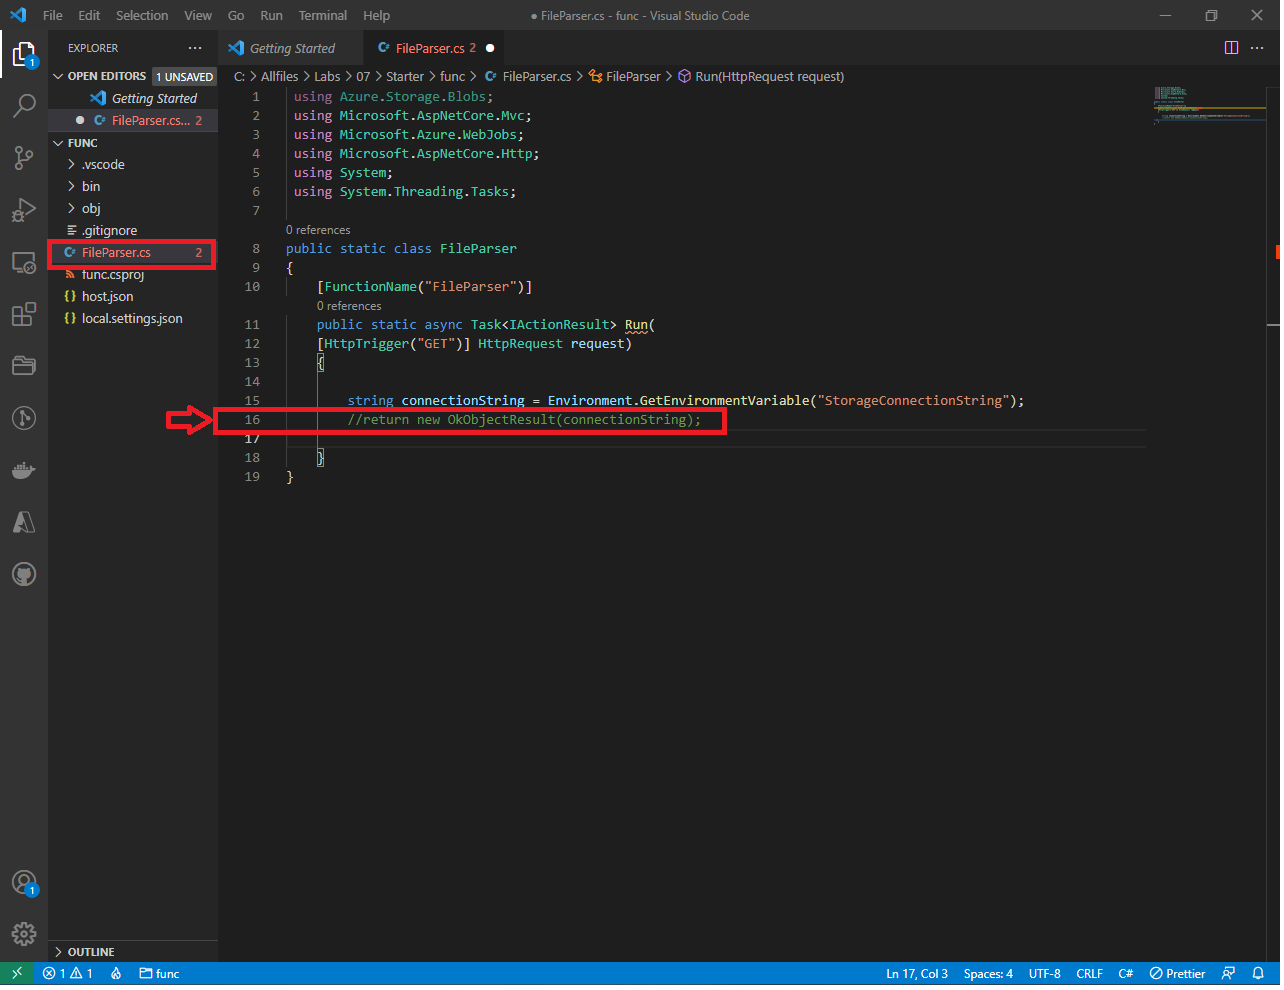 File Edit Selection View Go Run Terminal Help
● FileParser.cs - func - Visual Studio Code
EXPLORER
OPEN EDITORS 1 UNSAVED
Getting Started
FileParser.cs... 2
FUNC
.vscode
bin
obj
.gitignore
FileParser.cs 2
func.csproj
host.json
local.settings.json
OUTLINE
1
1
Getting Started
FileParser.cs 2
C: > Allfiles > Labs > 07 > Starter > func > FileParser.cs > FileParser > Run(HttpRequest request)
1 using Azure.Storage.Blobs;
2 using Microsoft.AspNetCore.Mvc;
3 using Microsoft.Azure.WebJobs;
4 using Microsoft.AspNetCore.Http;
5 using System;
6 using System.Threading.Tasks;
7
0 references
8 public static class FileParser
9 {
10 [FunctionName("FileParser")]
0 references
11 public static async Task<IActionResult> Run(
12 [HttpTrigger("GET")] HttpRequest request)
13 {
14
15 string connectionString = Environment.GetEnvironmentVariable("StorageConnectionString");
16 //return new OkObjectResult(connectionString);
17
18 }
19 }
1 1 func
Ln 17, Col 3 Spaces: 4 UTF-8 CRLF C# Prettier